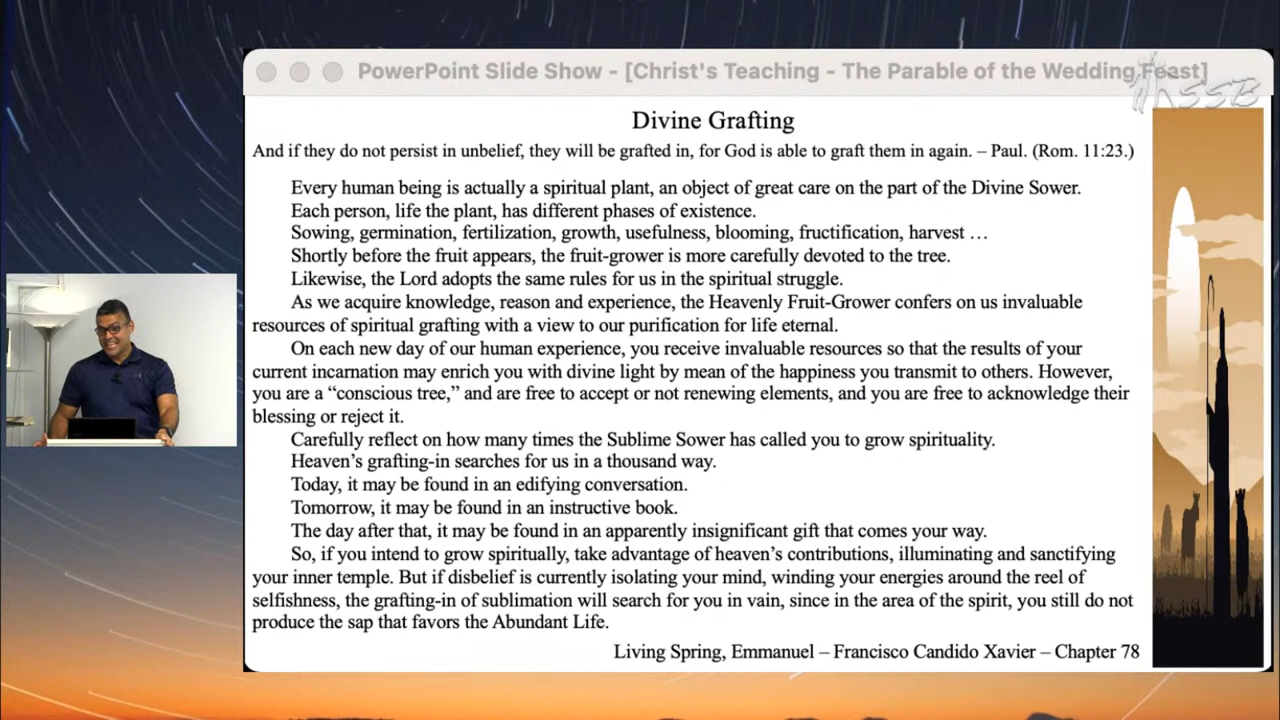 PowerPoint Slide Show - [Christ's Teaching - The Parable of the Wedding Feast]
SSB
Divine Grafting
And if they do not persist in unbelief, they will be grafted in, for God is able to graft them in again. – Paul. (Rom. 11:23.)
Every human being is actually a spiritual plant, an object of great care on the part of the Divine Sower.
Each person, life the plant, has different phases of existence.
Sowing, germination, fertilization, growth, usefulness, blooming, fructification, harvest …
Shortly before the fruit appears, the fruit-grower is more carefully devoted to the tree.
Likewise, the Lord adopts the same rules for us in the spiritual struggle.
As we acquire knowledge, reason and experience, the Heavenly Fruit-Grower confers on us invaluable
resources of spiritual grafting with a view to our purification for life eternal.
On each new day of our human experience, you receive invaluable resources so that the results of your
current incarnation may enrich you with divine light by mean of the happiness you transmit to others. However,
you are a “conscious tree,” and are free to accept or not renewing elements, and you are free to acknowledge their
blessing or reject it.
Carefully reflect on how many times the Sublime Sower has called you to grow spirituality.
Heaven’s grafting-in searches for us in a thousand way.
Today, it may be found in an edifying conversation.
Tomorrow, it may be found in an instructive book.
The day after that, it may be found in an apparently insignificant gift that comes your way.
So, if you intend to grow spiritually, take advantage of heaven’s contributions, illuminating and sanctifying
your inner temple. But if disbelief is currently isolating your mind, winding your energies around the reel of
selfishness, the grafting-in of sublimation will search for you in vain, since in the area of the spirit, you still do not
produce the sap that favors the Abundant Life.
Living Spring, Emmanuel – Francisco Candido Xavier – Chapter 78